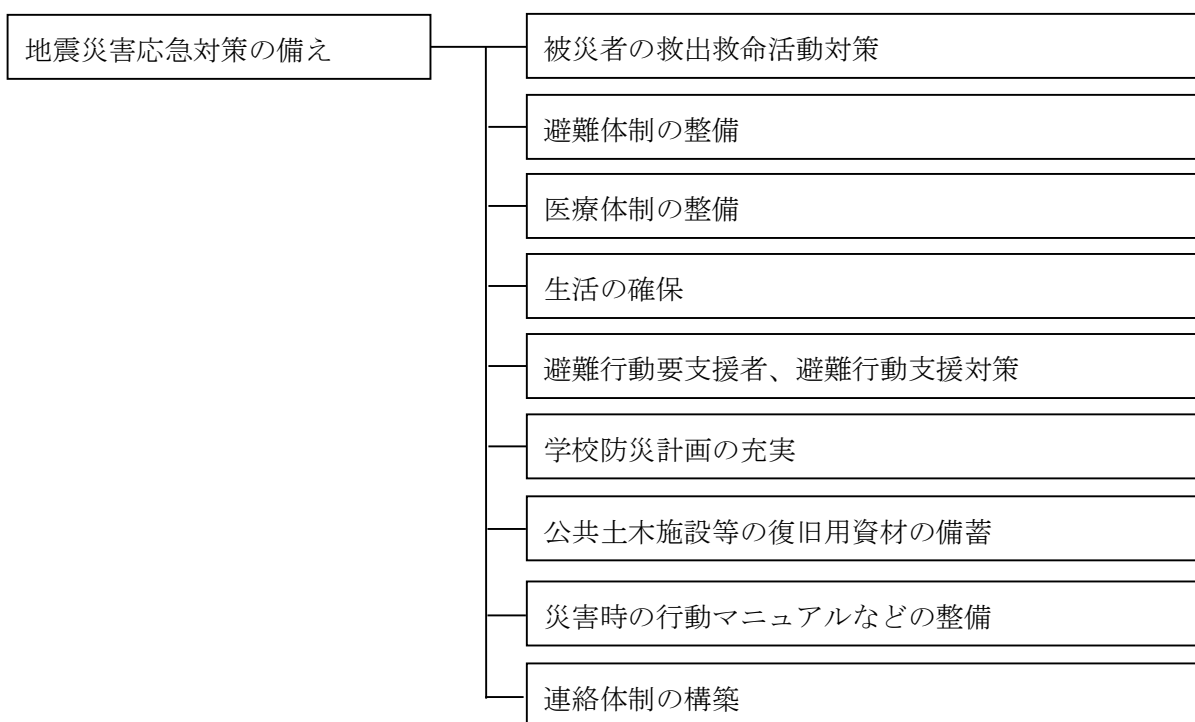 地震災害応急対策の備え
被災者の救出救命活動対策
避難体制の整備
医療体制の整備
生活の確保
避難行動要支援者、避難行動支援対策
学校防災計画の充実
公共土木施設等の復旧用資材の備蓄
災害時の行動マニュアルなどの整備
連絡体制の構築